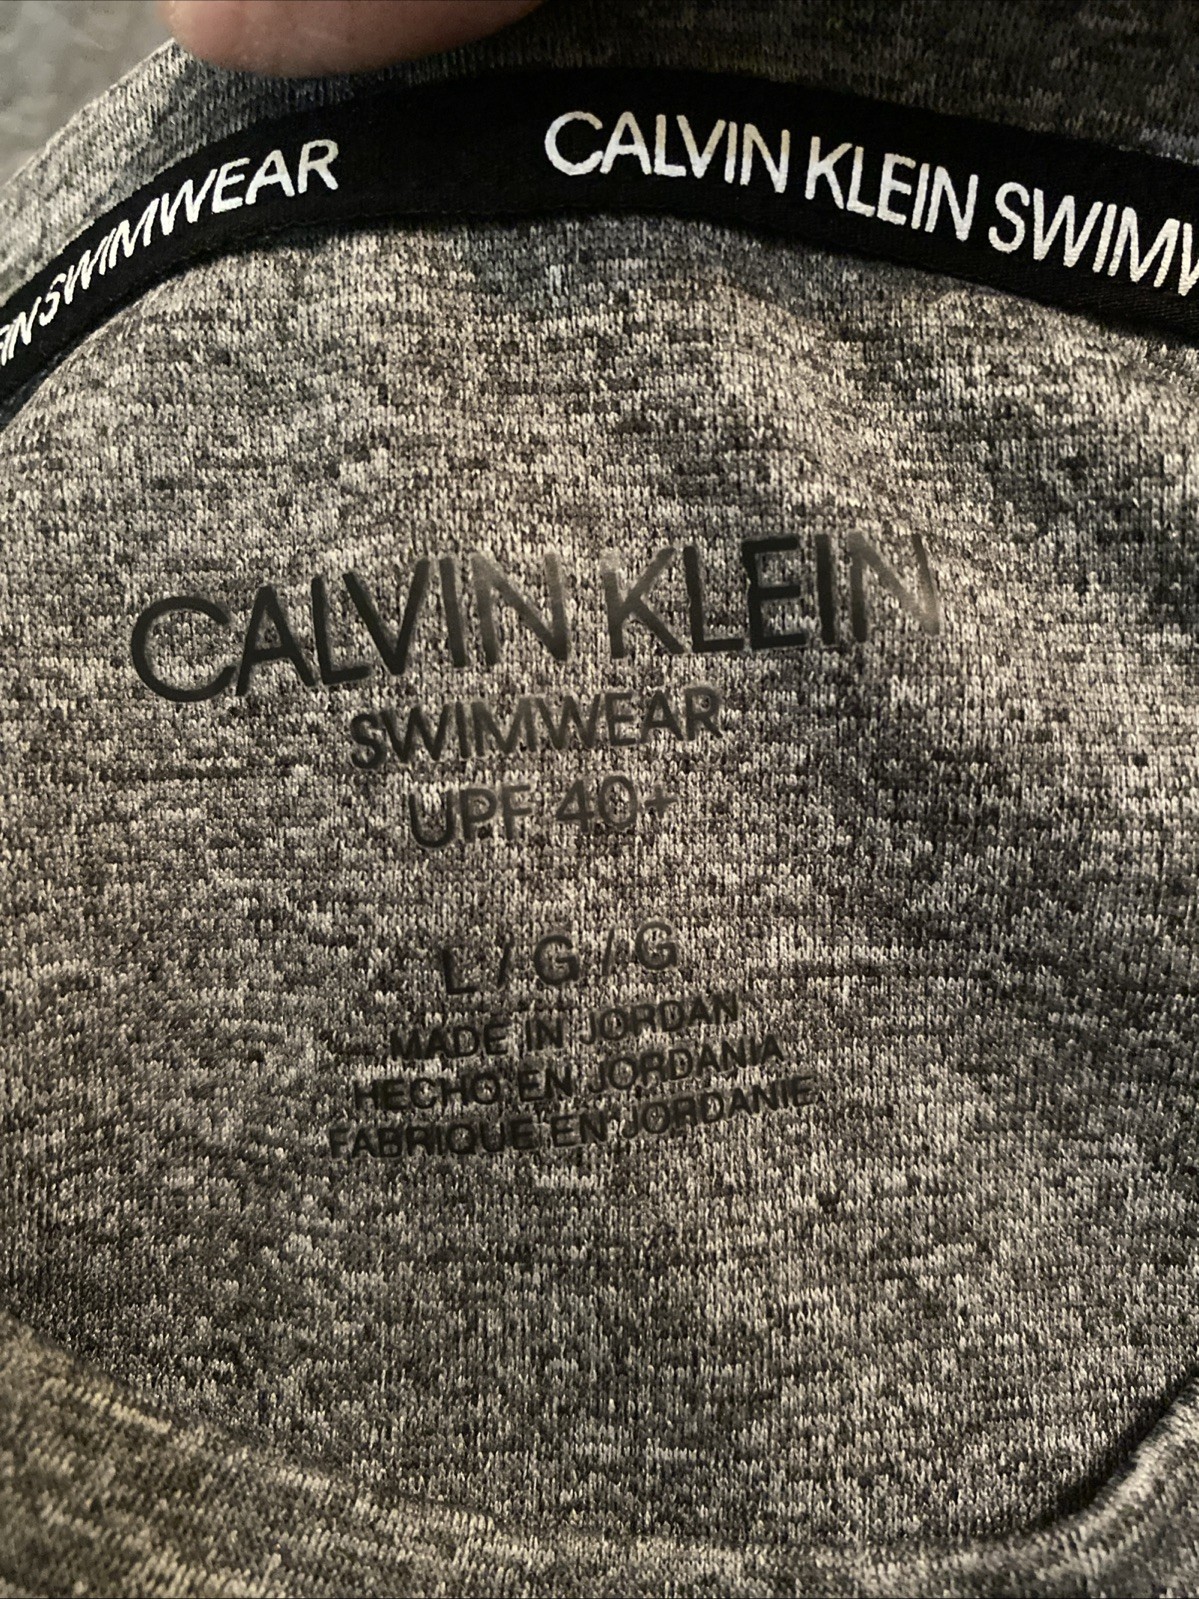 SWIMWEAR
CALVIN KLEIN SWIMW
CALVIN KLEIN
SWIMWEAR
UPF 40+
L / G / G
MADE IN JORDAN
HECHO EN JORDANIA
FABRIQUE EN JORDANIE